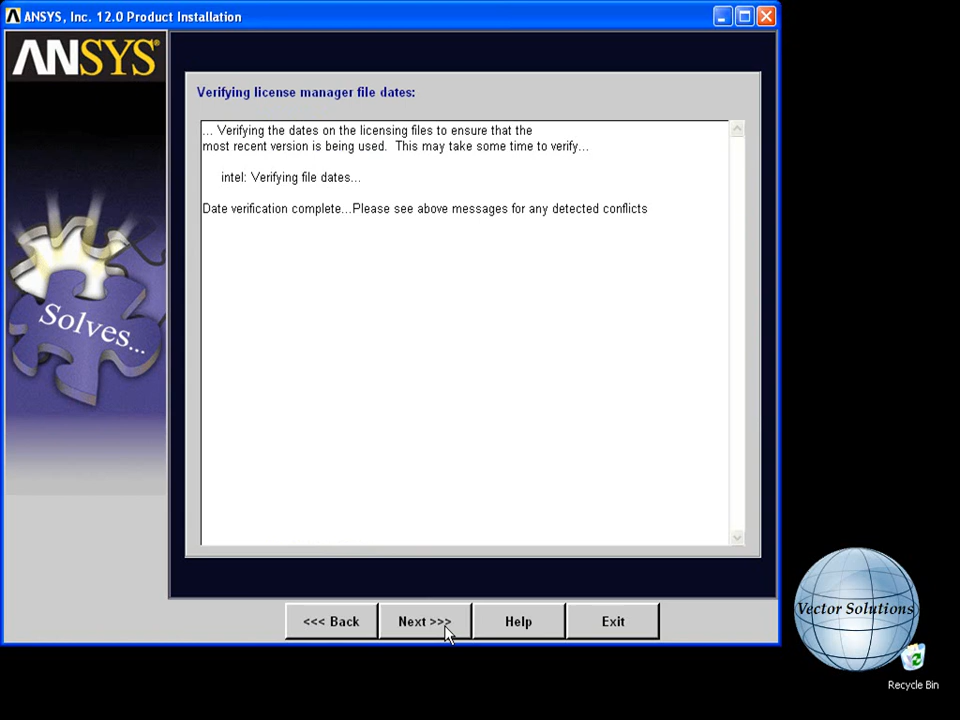 ANSYS, Inc. 12.0 Product Installation
ANSYS®
Verifying license manager file dates:
... Verifying the dates on the licensing files to ensure that the
most recent version is being used.  This may take some time to verify...
intel: Verifying file dates...
Date verification complete...Please see above messages for any detected conflicts
Solves...
<<< Back
Next >>>
Help
Exit
Vector Solutions
Recycle Bin